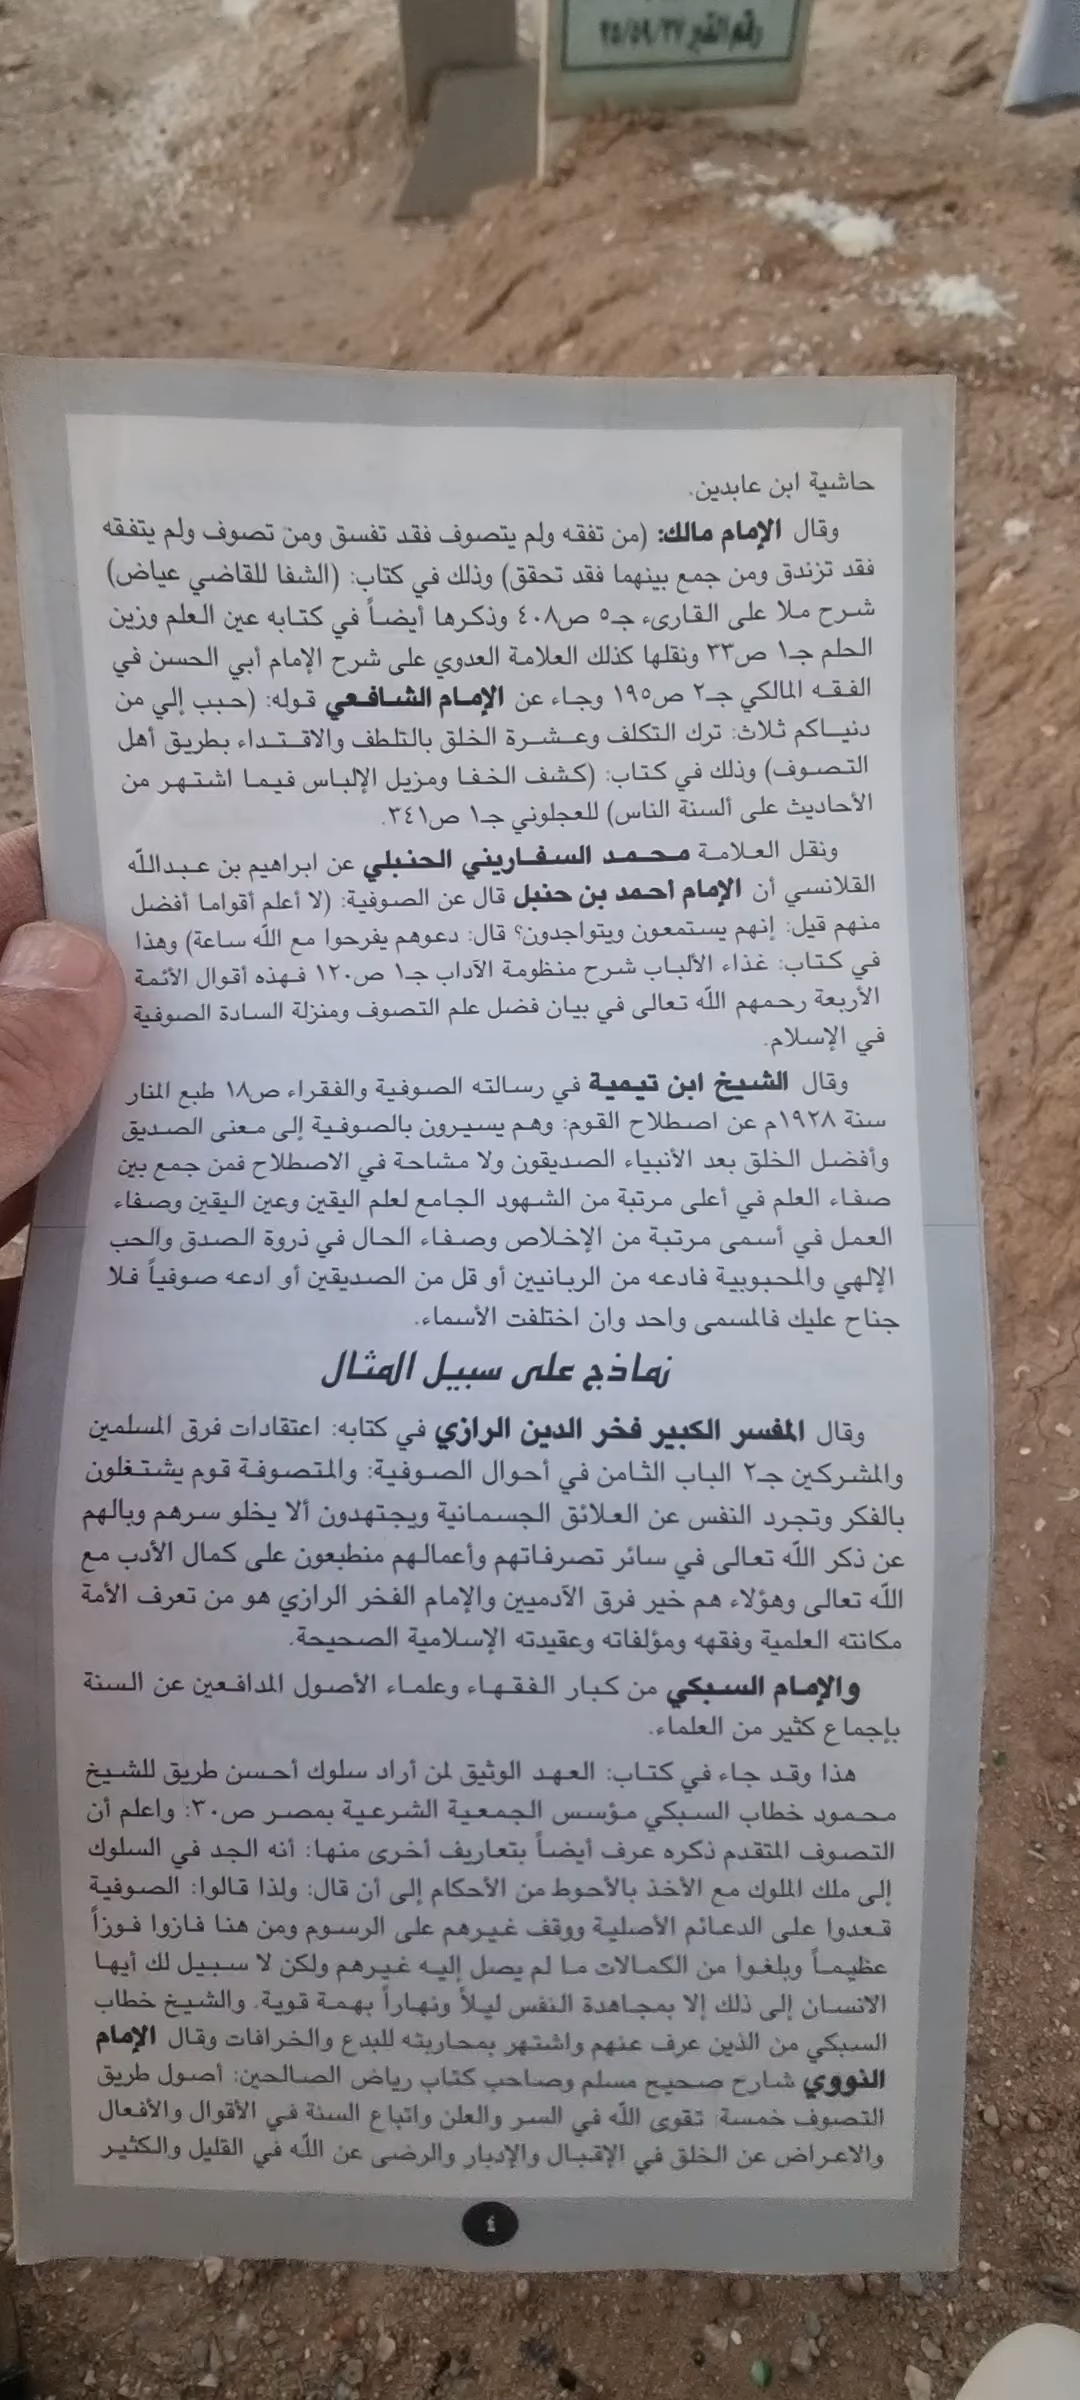 رقم القبر ٢٥/٥٩/٢٧
حاشية ابن عابدين.
وقال الإمام مالك: (من تفقه ولم يتصوف فقد تفسق ومن تصوف ولم يتفقه
فقد تزندق ومن جمع بينهما فقد تحقق) وذلك في كتاب: (الشفا للقاضي عياض)
شرح ملا على القارىء جـ٥ ص٤٠٨ وذكرها أيضاً في كتابه عين العلم وزين
الحلم جـ١ ص٣٣ ونقلها كذلك العلامة العدوي على شرح الإمام أبي الحسن في
الفقه المالكي جـ٢ ص١٩٥ وجاء عن الإمام الشافعي قوله: (حبب إلي من
دنياكم ثلاث: ترك التكلف وعشرة الخلق بالتلطف والاقتداء بطريق أهل
التصوف) وذلك في كتاب: (كشف الخفا ومزيل الإلباس فيما اشتهر من
الأحاديث على ألسنة الناس) للعجلوني جـ١ ص٣٤١.
ونقل العلامة محمد السفاريني الحنبلي عن ابراهيم بن عبدالله
القلانسي أن الإمام أحمد بن حنبل قال عن الصوفية: (لا أعلم أقواما أفضل
منهم قيل: إنهم يستمعون ويتواجدون؟ قال: دعوهم يفرحوا مع الله ساعة) وهذا
في كتاب: غذاء الألباب شرح منظومة الآداب جـ١ ص١٢٠ فهذه أقوال الأئمة
الأربعة رحمهم الله تعالى في بيان فضل علم التصوف ومنزلة السادة الصوفية
في الإسلام.
وقال الشيخ ابن تيمية في رسالته الصوفية والفقراء ص١٨ طبع المنار
سنة ١٩٢٨م عن اصطلاح القوم: وهم يسيرون بالصوفية إلى معنى الصديق
وأفضل الخلق بعد الأنبياء الصديقون ولا مشاحة في الاصطلاح فمن جمع بين
صفاء العلم في أعلى مرتبة من الشهود الجامع لعلم اليقين وعين اليقين وصفاء
العمل في أسمى مرتبة من الإخلاص وصفاء الحال في ذروة الصدق والحب
الإلهي والمحبوبية فادعه من الربانيين أو قل من الصديقين أو ادعه صوفياً فلا
جناح عليك فالمسمى واحد وان اختلفت الأسماء.
نماذج على سبيل المثال
وقال المفسر الكبير فخر الدين الرازي في كتابه: اعتقادات فرق المسلمين
والمشركين جـ٢ الباب الثامن في أحوال الصوفية: والمتصوفة قوم يشتغلون
بالفكر وتجرد النفس عن العلائق الجسمانية ويجتهدون ألا يخلو سرهم وبالهم
عن ذكر الله تعالى في سائر تصرفاتهم وأعمالهم منطبعون على كمال الأدب مع
الله تعالى وهؤلاء هم خير فرق الآدميين والإمام الفخر الرازي هو من تعرف الأمة
مكانته العلمية وفقهه ومؤلفاته وعقيدته الإسلامية الصحيحة.
والإمام السبكي من كبار الفقهاء وعلماء الأصول المدافعين عن السنة
بإجماع كثير من العلماء.
هذا وقد جاء في كتاب: العهد الوثيق لمن أراد سلوك أحسن طريق للشيخ
محمود خطاب السبكي مؤسس الجمعية الشرعية بمصر ص٣٠: واعلم أن
التصوف المتقدم ذكره عرف أيضاً بتعاريف أخرى منها: أنه الجد في السلوك
إلى ملك الملوك مع الأخذ بالأحوط من الأحكام إلى أن قال: ولذا قالوا: الصوفية
قعدوا على الدعائم الأصلية ووقف غيرهم على الرسوم ومن هنا فازوا فوزاً
عظيماً وبلغوا من الكمالات ما لم يصل إليه غيرهم ولكن لا سبيل لك أيها
الانسان إلى ذلك إلا بمجاهدة النفس ليلاً ونهاراً بهمة قوية. والشيخ خطاب
السبكي من الذين عرف عنهم واشتهر بمحاربته للبدع والخرافات وقال الإمام
النووي شارح صحيح مسلم وصاحب كتاب رياض الصالحين: أصول طريق
التصوف خمسة: تقوى الله في السر والعلن واتباع السنة في الأقوال والأفعال
والاعراض عن الخلق في الإقبال والإدبار والرضى عن الله في القليل والكثير
٤